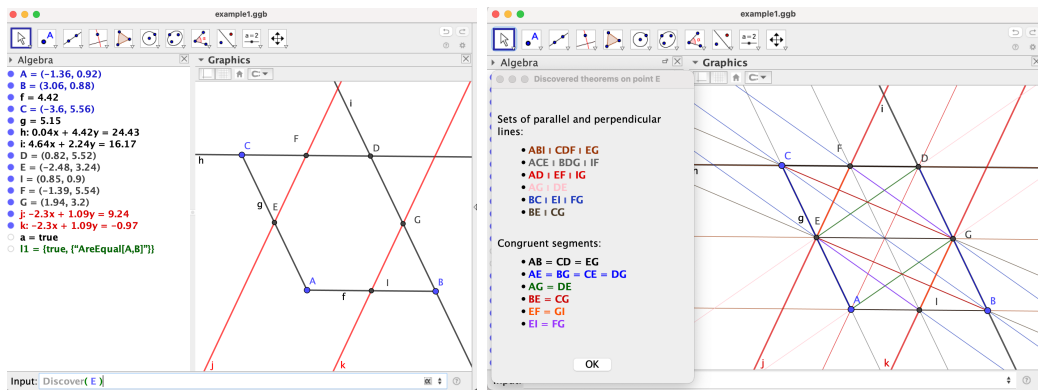 example1.ggb
A
a=2
Algebra
Graphics
A = (-1.36, 0.92)
B = (3.06, 0.88)
f = 4.42
C = (-3.6, 5.56)
g = 5.15
h: 0.04x + 4.42y = 24.43
i: 4.64x + 2.24y = 16.17
D = (0.82, 5.52)
E = (-2.48, 3.24)
I = (0.85, 0.9)
F = (-1.39, 5.54)
G = (1.94, 3.2)
j: -2.3x + 1.09y = 9.24
k: -2.3x + 1.09y = -0.97
a = true
l1 = {true, {“AreEqual[A,B]”}}
i
C
F
D
h
g
E
G
A
I
B
f
j
k
Input: Discover( E )
α
example1.ggb
A
a=2
Algebra
Graphics
Discovered theorems on point E
Sets of parallel and perpendicular
lines:
• ABI ı CDF ı EG
• ACE ı BDG ı IF
• AD ı EF ı IG
• AG ı DE
• BC ı EI ı FG
• BE ı CG
Congruent segments:
• AB = CD = EG
• AE = BG = CE = DG
• AG = DE
• BE = CG
• EF = GI
• EI = FG
OK
i
C
F
D
g
E
G
A
I
B
j
k